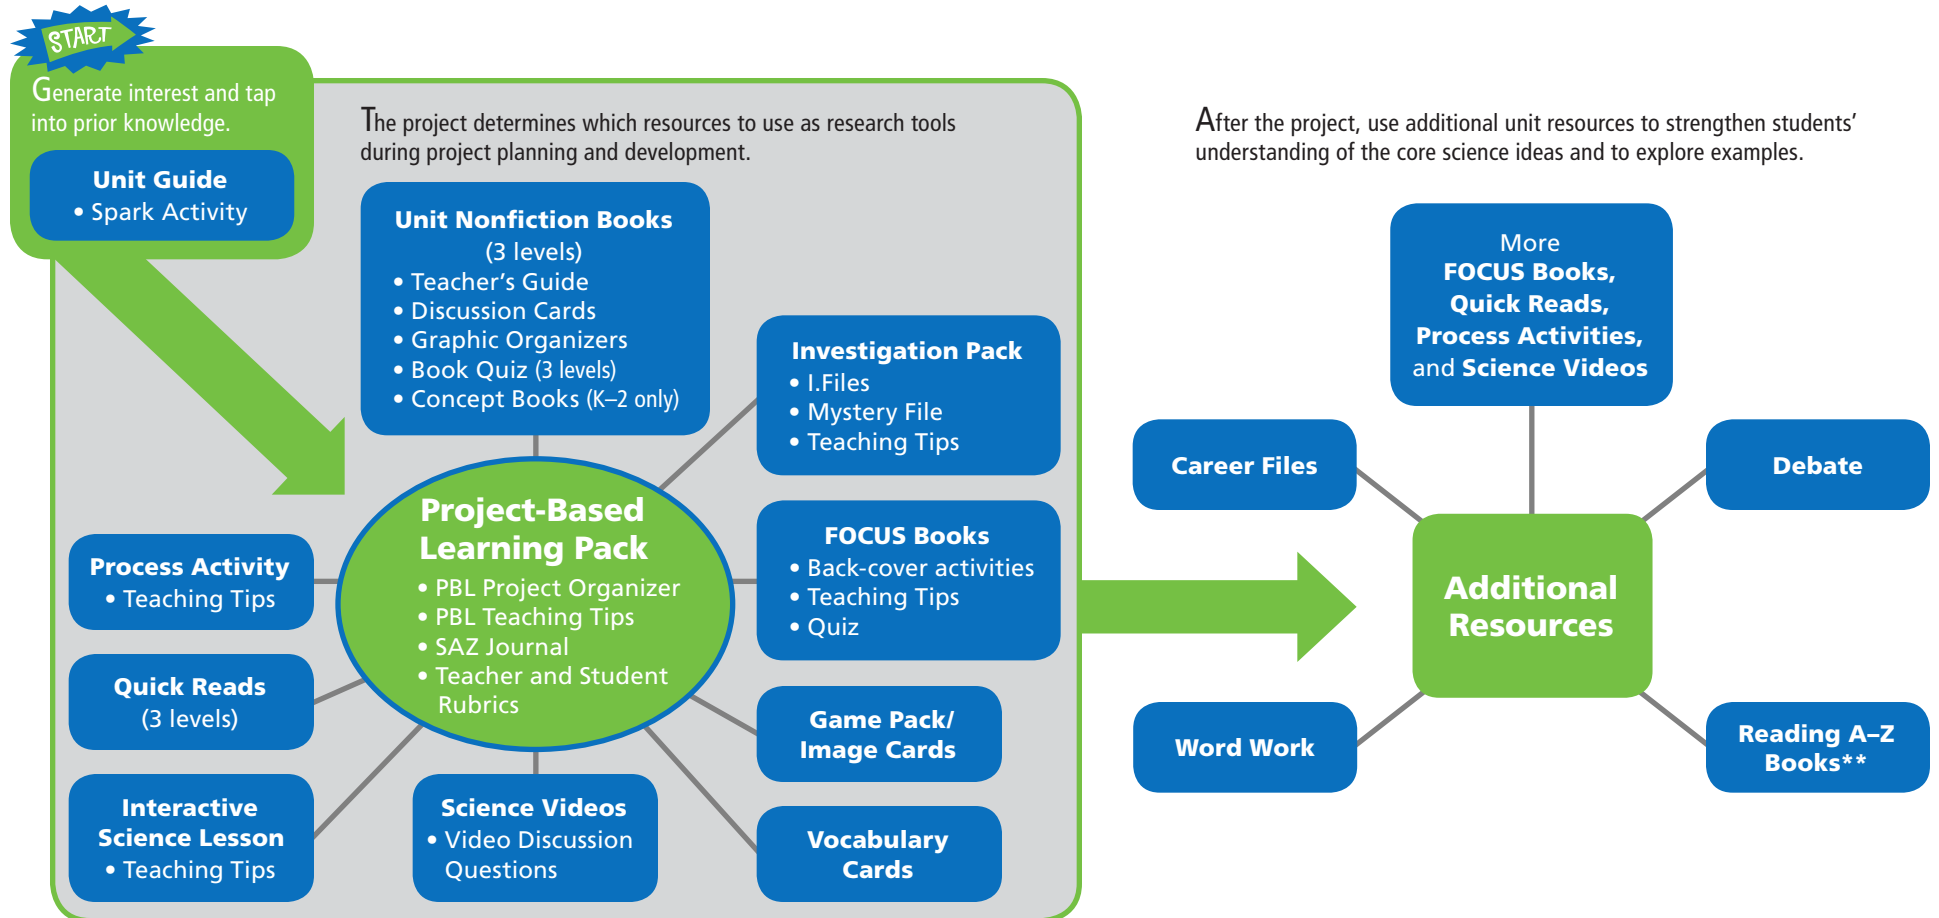 START
Generate interest and tap
into prior knowledge.
Unit Guide
• Spark Activity
The project determines which resources to use as research tools
during project planning and development.
Unit Nonfiction Books
(3 levels)
• Teacher's Guide
• Discussion Cards
• Graphic Organizers
• Book Quiz (3 levels)
• Concept Books (K–2 only)
Investigation Pack
• I.Files
• Mystery File
• Teaching Tips
Project-Based
Learning Pack
• PBL Project Organizer
• PBL Teaching Tips
• SAZ Journal
• Teacher and Student
Rubrics
FOCUS Books
• Back-cover activities
• Teaching Tips
• Quiz
Process Activity
• Teaching Tips
Quick Reads
(3 levels)
Interactive
Science Lesson
• Teaching Tips
Science Videos
• Video Discussion
Questions
Game Pack/
Image Cards
Vocabulary
Cards
After the project, use additional unit resources to strengthen students'
understanding of the core science ideas and to explore examples.
More
FOCUS Books,
Quick Reads,
Process Activities,
and Science Videos
Career Files
Debate
Additional
Resources
Word Work
Reading A–Z
Books**